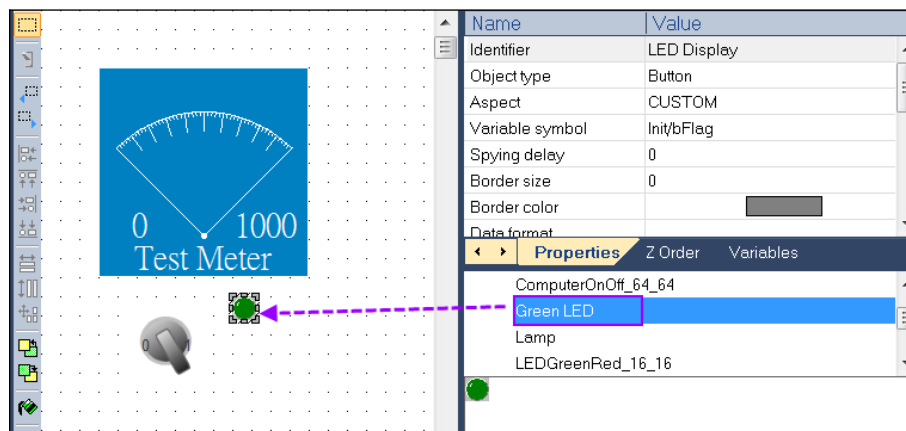 Name Value
Identifier LED Display
Object type Button
Aspect CUSTOM
Variable symbol Init/bFlag
Spying delay 0
Border size 0
Border color
Data format
Properties Z Order Variables
ComputerOnOff_64_64
Green LED
Lamp
LEDGreenRed_16_16
0 1000
Test Meter
0 1